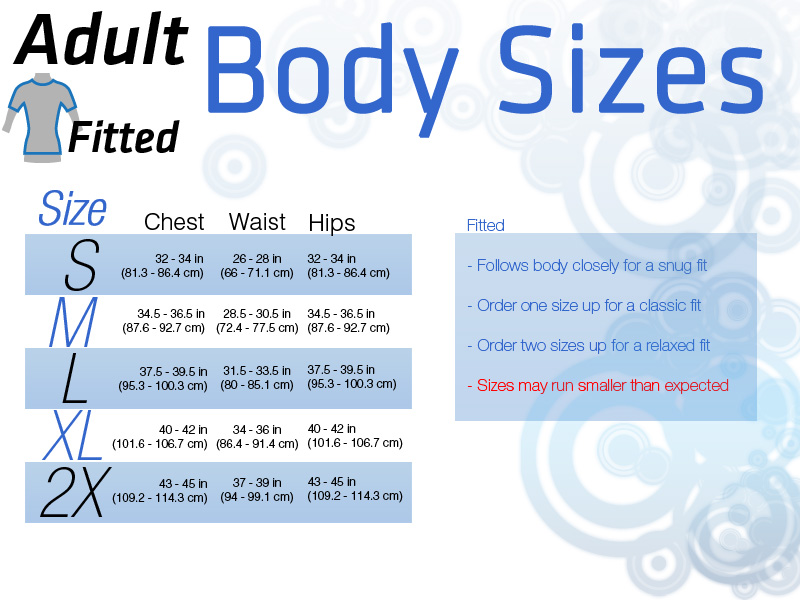 Adult
Body Sizes
Fitted
Size Chest Waist Hips
S 32 - 34 in 26 - 28 in 32 - 34 in
(81.3 - 86.4 cm) (66 - 71.1 cm) (81.3 - 86.4 cm)
M 34.5 - 36.5 in 28.5 - 30.5 in 34.5 - 36.5 in
(87.6 - 92.7 cm) (72.4 - 77.5 cm) (87.6 - 92.7 cm)
L 37.5 - 39.5 in 31.5 - 33.5 in 37.5 - 39.5 in
(95.3 - 100.3 cm) (80 - 85.1 cm) (95.3 - 100.3 cm)
XL 40 - 42 in 34 - 36 in 40 - 42 in
(101.6 - 106.7 cm) (86.4 - 91.4 cm) (101.6 - 106.7 cm)
2X 43 - 45 in 37 - 39 in 43 - 45 in
(109.2 - 114.3 cm) (94 - 99.1 cm) (109.2 - 114.3 cm)
Fitted
- Follows body closely for a snug fit
- Order one size up for a classic fit
- Order two sizes up for a relaxed fit
- Sizes may run smaller than expected